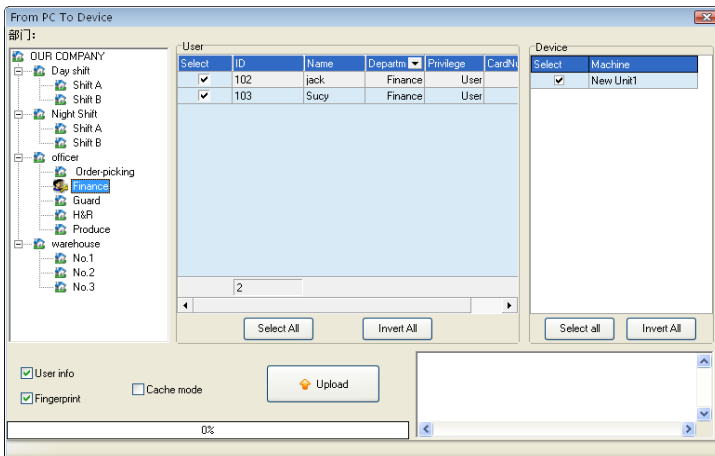 From PC To Device
部门:
OUR COMPANY
Day shift
Shift A
Shift B
Night Shift
Shift A
Shift B
officer
Order-picking
Finance
Guard
H&R
Produce
warehouse
No.1
No.2
No.3
User
Select ID Name Departm Privilege CardNu
102 jack Finance User
103 Sucy Finance User
2
Select All Invert All
Device
Select Machine
New Unit1
Select all Invert All
User info
Fingerprint
Cache mode
Upload
0%